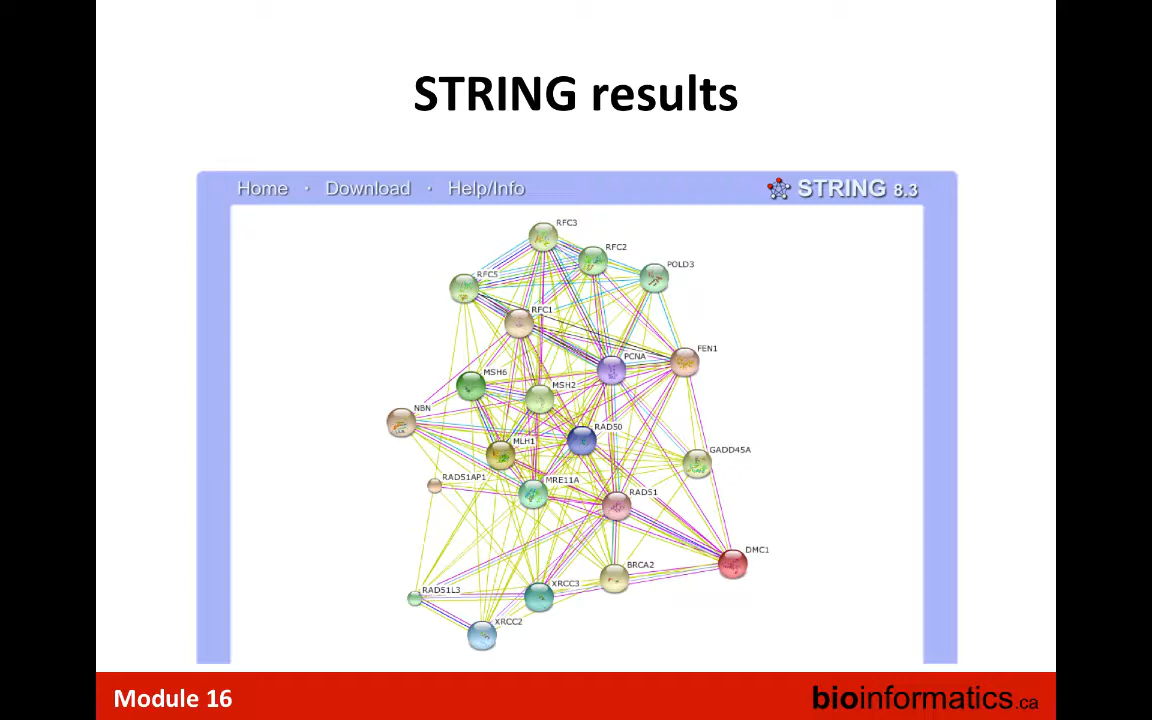 STRING results
Home · Download · Help/Info
STRING 8.3
RFC3
RFC2
POLD3
RFC5
RFC1
FEN1
PCNA
MSH6
MSH2
NBN
RAD50
MLH1
GADD45A
RAD51AP1
MRE11A
RAD51
DMC1
BRCA2
XRCC3
RAD51L3
XRCC2
Module 16
bioinformatics.ca